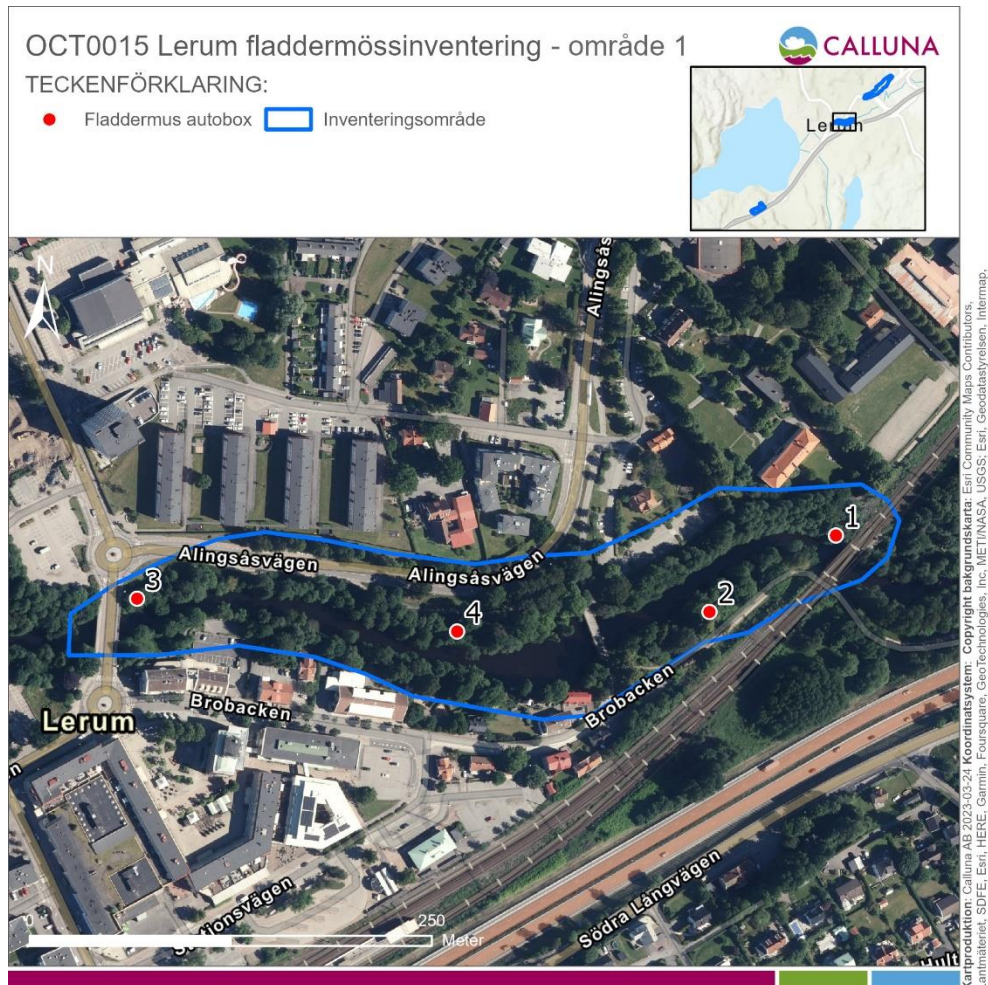 OCT0015 Lerum fladdermössinventering - område 1
CALLUNA
TECKENFÖRKLARING:
Fladdermus autobox
Inventeringsområde
Lerum
N
Alingsås
Alingsåsvägen
Alingsåsvägen
1
2
3
4
Brobacken
Brobacken
Lerum
Stationsvägen
Södra Långvägen
Hult
0
250
Meter
Kartproduktion: Calluna AB 2023-03-24 Koordinatsystem: Copyright bakgrundskarta: Esri Community Maps Contributors,
Lantmäteriet, SDFE, Esri, HERE, Garmin, Foursquare, GeoTechnologies, Inc, METI/NASA, USGS; Esri, Geodatastyrelsen, Intermap,